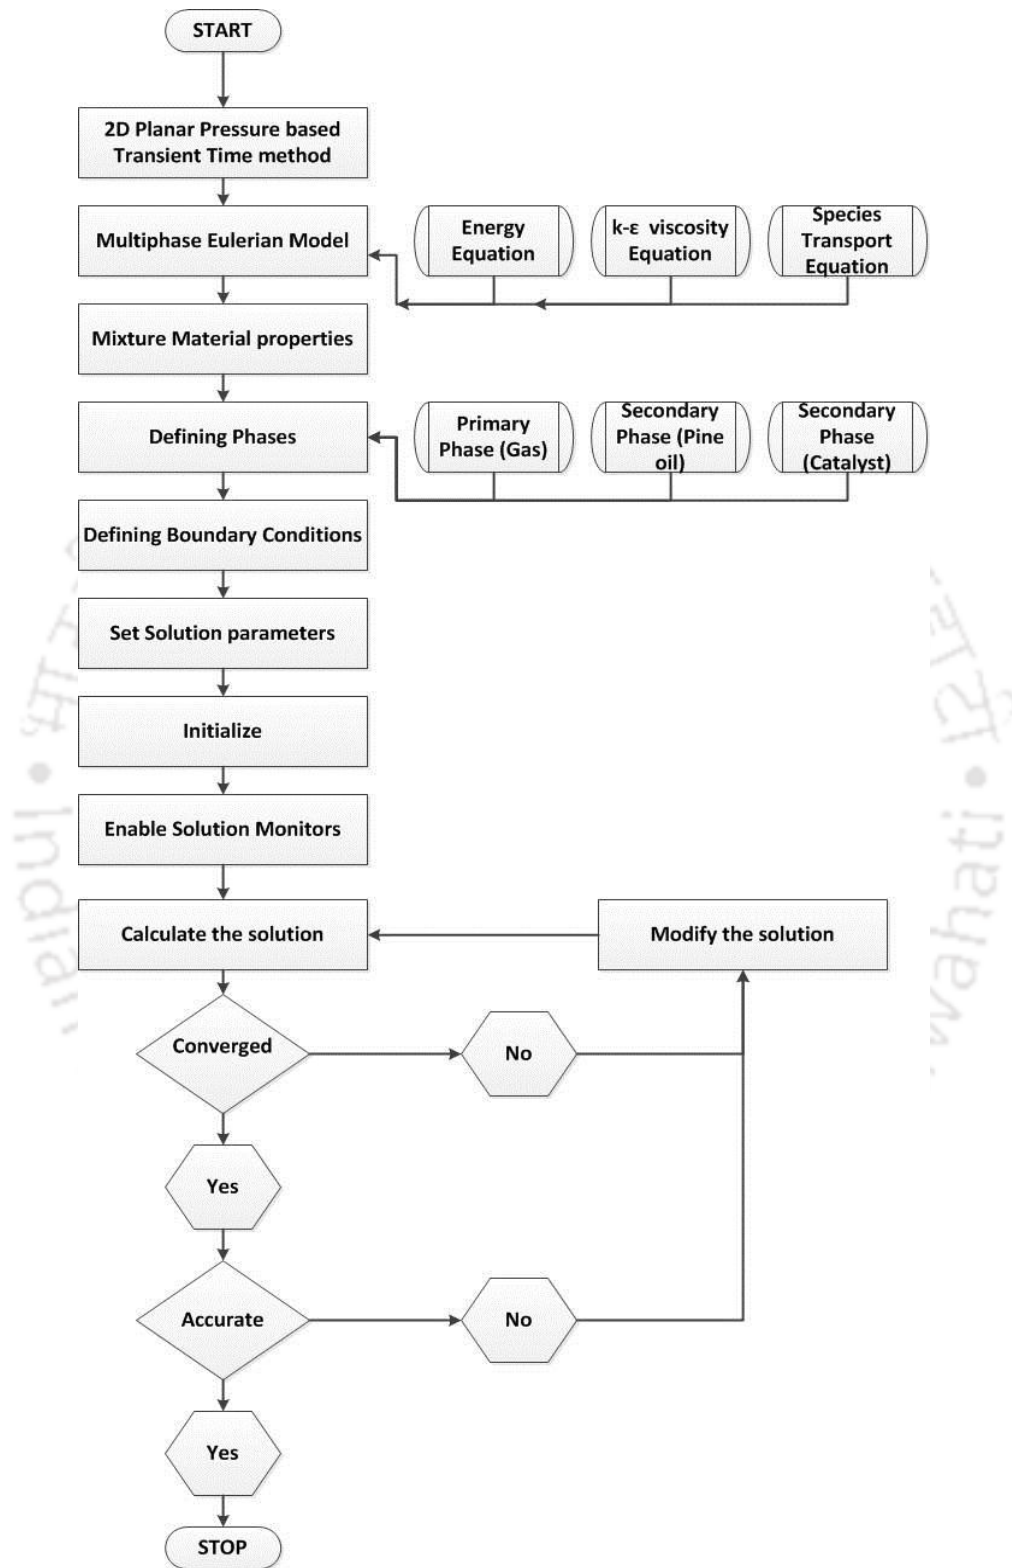 START
2D Planar Pressure based
Transient Time method
Multiphase Eulerian Model
Energy
Equation
k-ε viscosity
Equation
Species
Transport
Equation
Mixture Material properties
Defining Phases
Primary
Phase (Gas)
Secondary
Phase (Pine
oil)
Secondary
Phase
(Catalyst)
Defining Boundary Conditions
Set Solution parameters
Initialize
Enable Solution Monitors
Calculate the solution
Modify the solution
Converged
No
Yes
Accurate
No
Yes
STOP